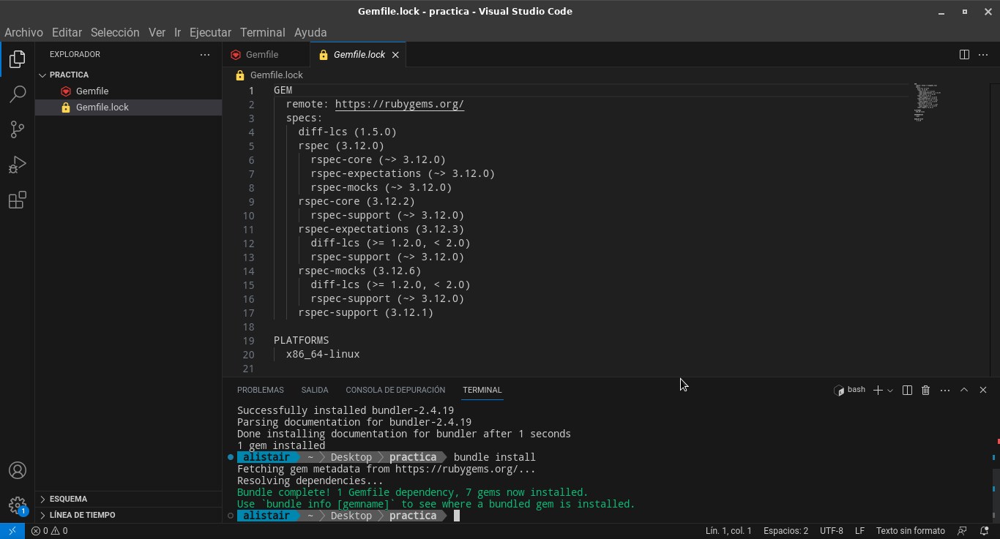 Gemfile.lock - practica - Visual Studio Code
Archivo Editar Selección Ver Ir Ejecutar Terminal Ayuda
EXPLORADOR
PRACTICA
Gemfile
Gemfile.lock
ESQUEMA
LÍNEA DE TIEMPO
1
Gemfile Gemfile.lock
Gemfile.lock
1 GEM
2 remote: https://rubygems.org/
3 specs:
4 diff-lcs (1.5.0)
5 rspec (3.12.0)
6 rspec-core (~> 3.12.0)
7 rspec-expectations (~> 3.12.0)
8 rspec-mocks (~> 3.12.0)
9 rspec-core (3.12.2)
10 rspec-support (~> 3.12.0)
11 rspec-expectations (3.12.3)
12 diff-lcs (>= 1.2.0, < 2.0)
13 rspec-support (~> 3.12.0)
14 rspec-mocks (3.12.6)
15 diff-lcs (>= 1.2.0, < 2.0)
16 rspec-support (~> 3.12.0)
17 rspec-support (3.12.1)
18
19 PLATFORMS
20 x86_64-linux
21
PROBLEMAS SALIDA CONSOLA DE DEPURACIÓN TERMINAL bash
Successfully installed bundler-2.4.19
Parsing documentation for bundler-2.4.19
Done installing documentation for bundler after 1 seconds
1 gem installed
alistair ~ Desktop practica bundle install
Fetching gem metadata from https://rubygems.org/...
Resolving dependencies...
Bundle complete! 1 Gemfile dependency, 7 gems now installed.
Use `bundle info [gemname]` to see where a bundled gem is installed.
alistair ~ Desktop practica
0 0 Lín. 1, col. 1 Espacios: 2 UTF-8 LF Texto sin formato